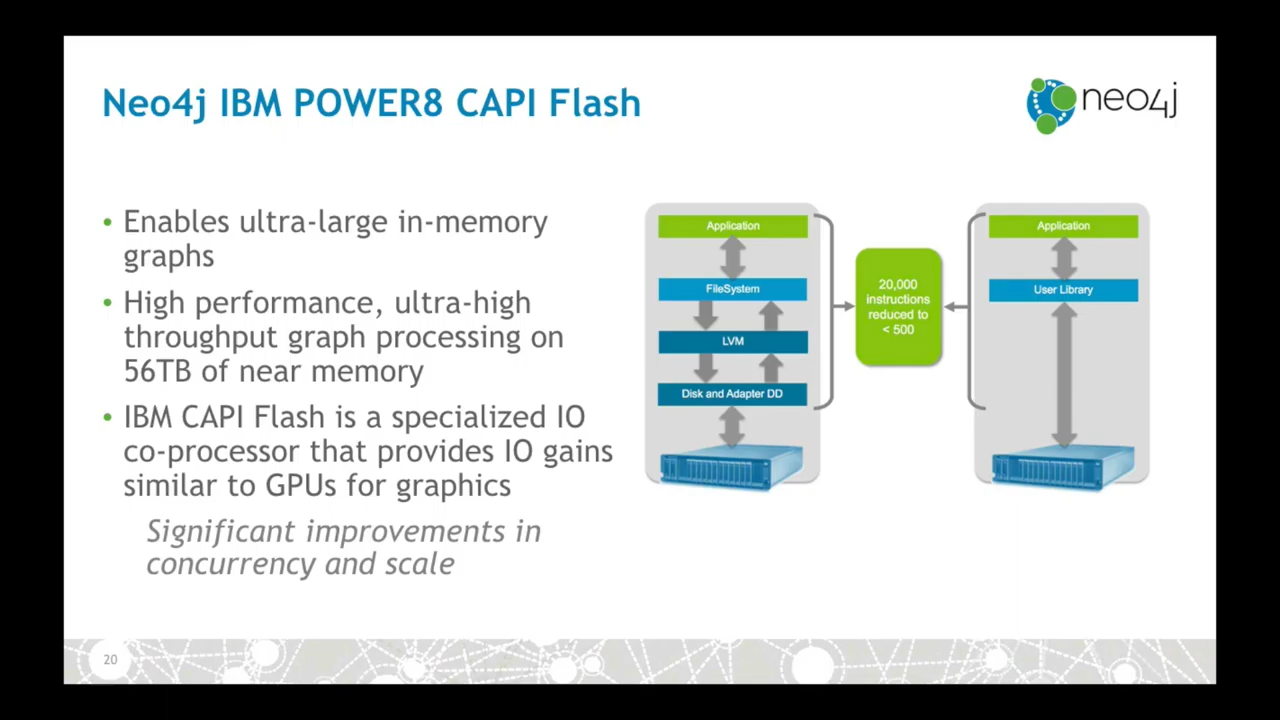 Neo4j IBM POWER8 CAPI Flash
neo4j
• Enables ultra-large in-memory
graphs
• High performance, ultra-high
throughput graph processing on
56TB of near memory
• IBM CAPI Flash is a specialized IO
co-processor that provides IO gains
similar to GPUs for graphics
Significant improvements in
concurrency and scale
Application
FileSystem
LVM
Disk and Adapter DD
20,000
instructions
reduced to
< 500
Application
User Library
20